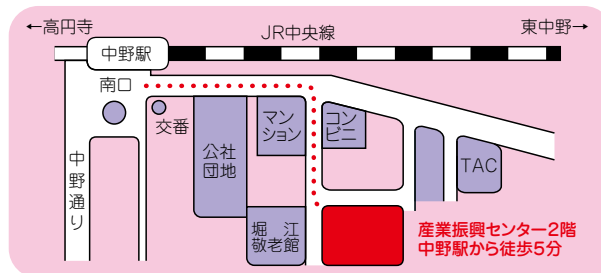 ←高円寺
JR中央線
東中野→
中野駅
南口
交番
マン
ション
コン
ビニ
公社
団地
TAC
中野通り
堀江
敬老館
産業振興センター2階
中野駅から徒歩5分